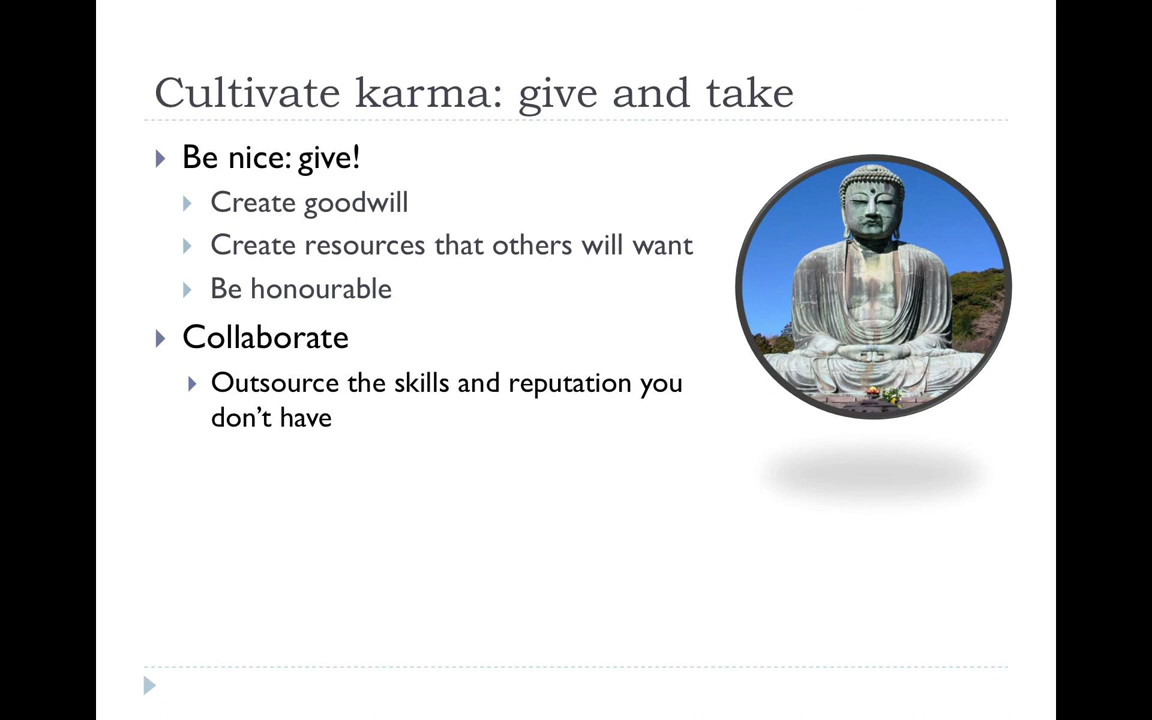 Cultivate karma: give and take
Be nice: give!
Create goodwill
Create resources that others will want
Be honourable
Collaborate
Outsource the skills and reputation you
don't have